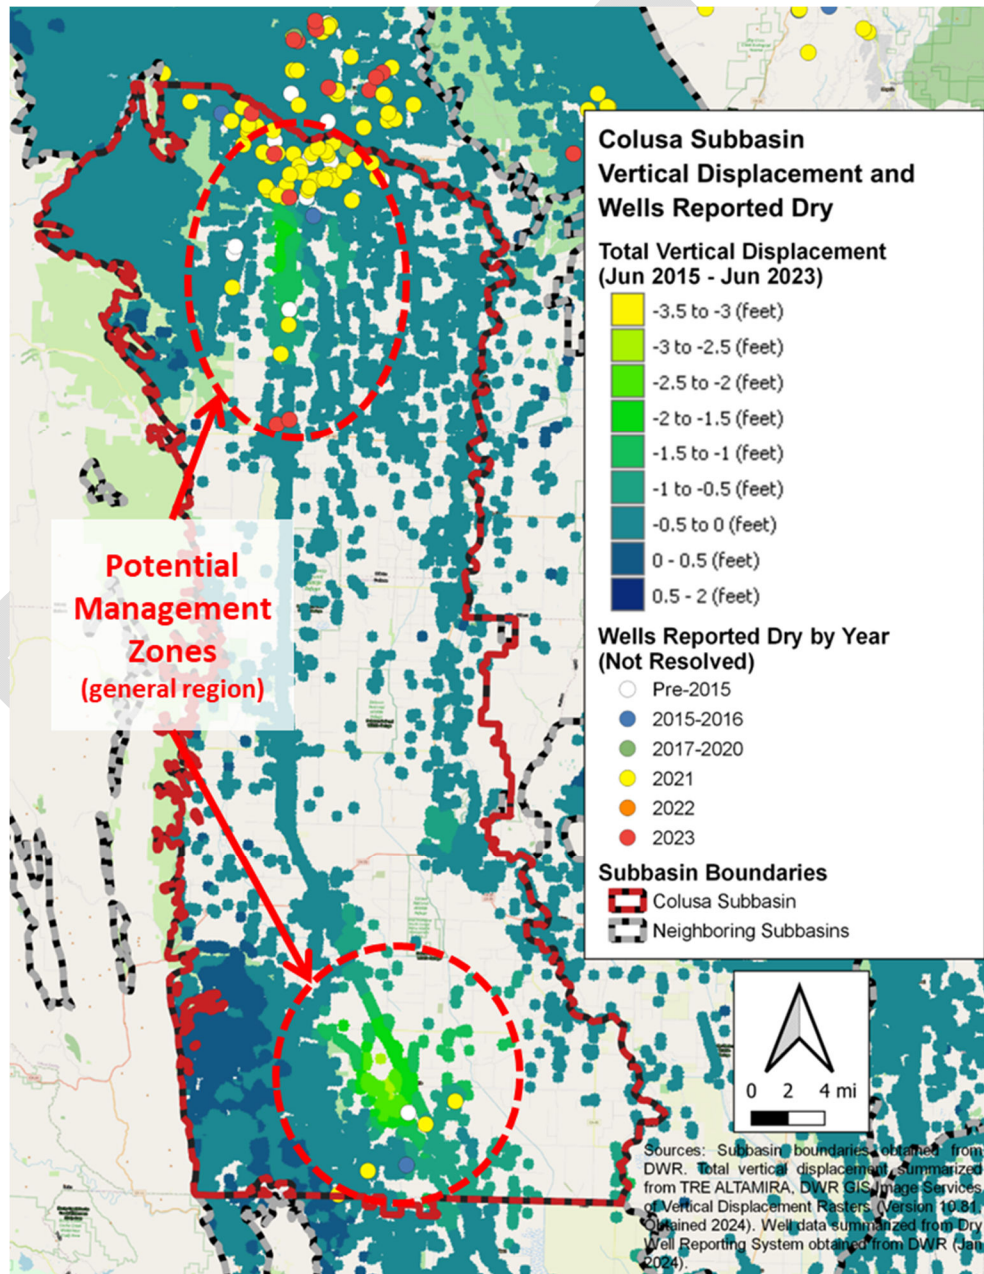 Colusa Subbasin
Vertical Displacement and
Wells Reported Dry
Total Vertical Displacement
(Jun 2015 - Jun 2023)
-3.5 to -3 (feet)
-3 to -2.5 (feet)
-2.5 to -2 (feet)
-2 to -1.5 (feet)
-1.5 to -1 (feet)
-1 to -0.5 (feet)
-0.5 to 0 (feet)
0 - 0.5 (feet)
0.5 - 2 (feet)
Wells Reported Dry by Year
(Not Resolved)
Pre-2015
2015-2016
2017-2020
2021
2022
2023
Subbasin Boundaries
Colusa Subbasin
Neighboring Subbasins
Potential
Management
Zones
(general region)
0 2 4 mi
Sources: Subbasin boundaries obtained from
DWR. Total vertical displacement summarized
from TRE ALTAMIRA, DWR GIS Image Services
of Vertical Displacement Rasters (Version 10.81,
Obtained 2024). Well data summarized from Dry
Well Reporting System obtained from DWR (Jan
2024).